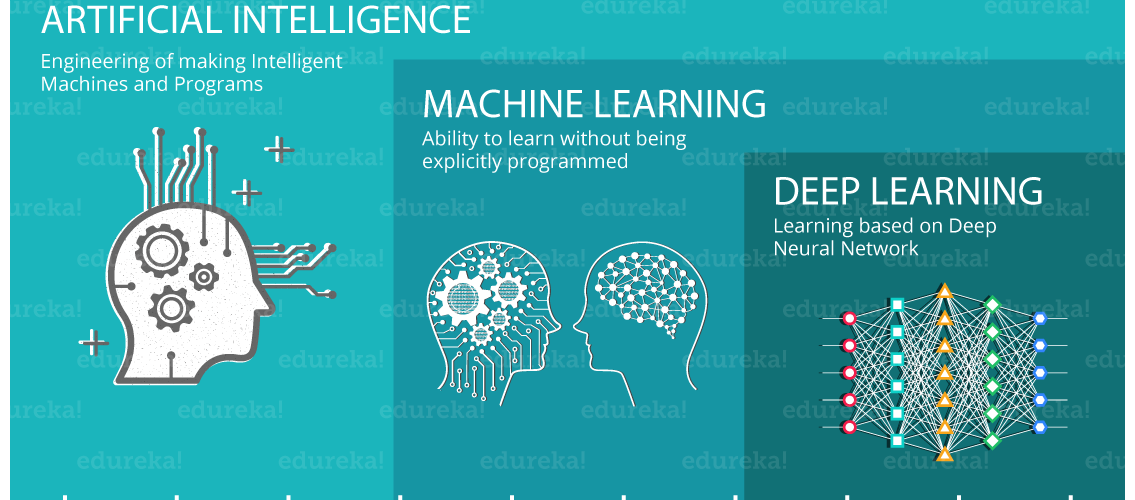 ARTIFICIAL INTELLIGENCE
Engineering of making Intelligent
Machines and Programs
MACHINE LEARNING
Ability to learn without being
explicitly programmed
DEEP LEARNING
Learning based on Deep
Neural Network
edureka!